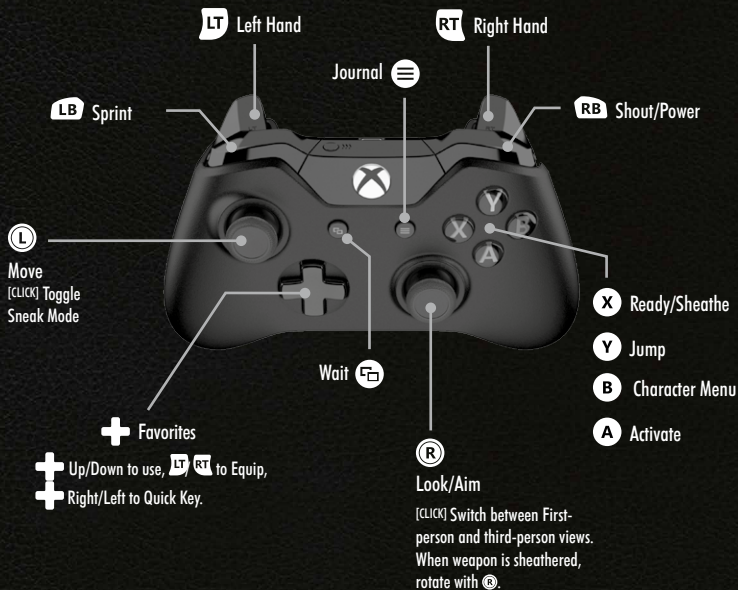 LT Left Hand
RT Right Hand
Journal
LB Sprint
RB Shout/Power
L
Move
[CLICK] Toggle
Sneak Mode
Y
X B
A
X Ready/Sheathe
Y Jump
B Character Menu
A Activate
Wait
Favorites
Up/Down to use, LT/ RT to Equip,
Right/Left to Quick Key.
R
Look/Aim
[CLICK] Switch between First-
person and third-person views.
When weapon is sheathered,
rotate with R.